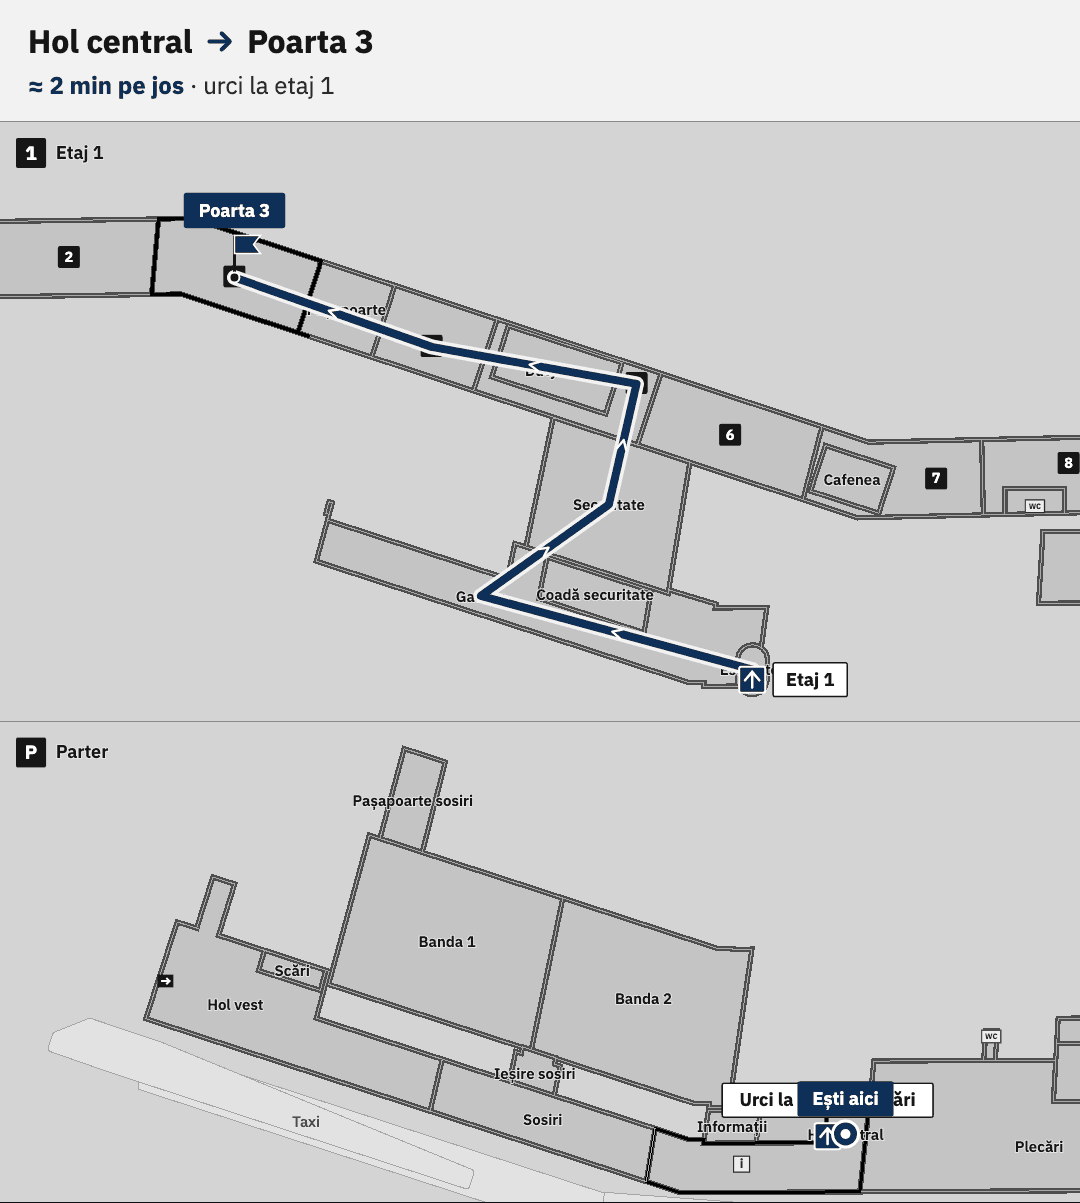 Hol central → Poarta 3
≈ 2 min pe jos · urci la etaj 1
1 Etaj 1
Poarta 3
2
6
Cafenea
7
8
WC
Coadă securitate
Etaj 1
P Parter
Pașapoarte sosiri
Banda 1
Scări
Banda 2
Hol vest
WC
Ieșire sosiri
Urci la
Ești aici
Sosiri
Informații
Taxi
Plecări
i